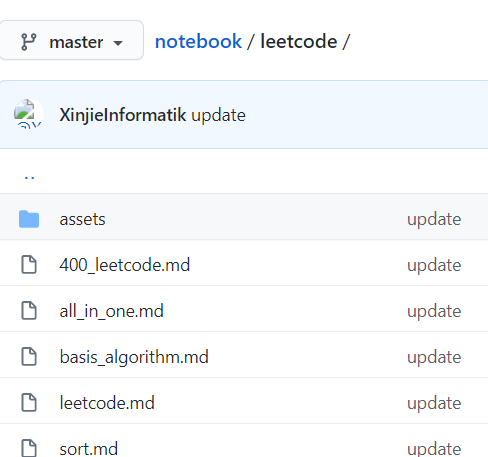 master notebook / leetcode /
XinjieInformatik update
..
assets update
400_leetcode.md update
all_in_one.md update
basis_algorithm.md update
leetcode.md update
sort.md update